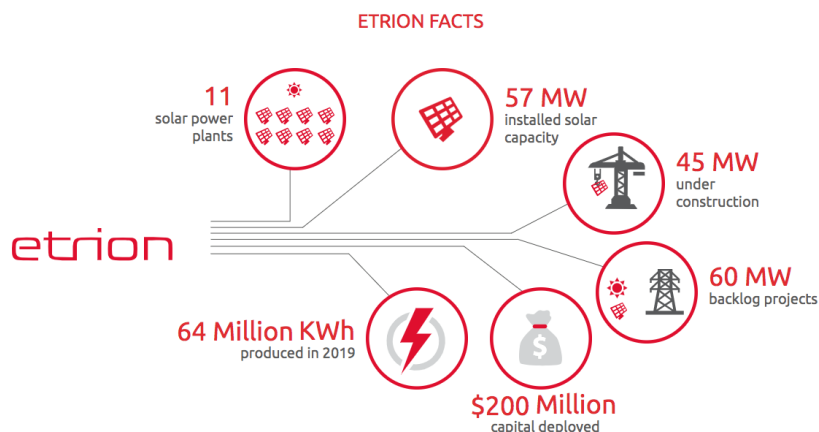 ETRION FACTS
11
solar power
plants
57 MW
installed solar
capacity
45 MW
under
construction
etrion
60 MW
backlog projects
64 Million KWh
produced in 2019
$
$200 Million
capital deployed